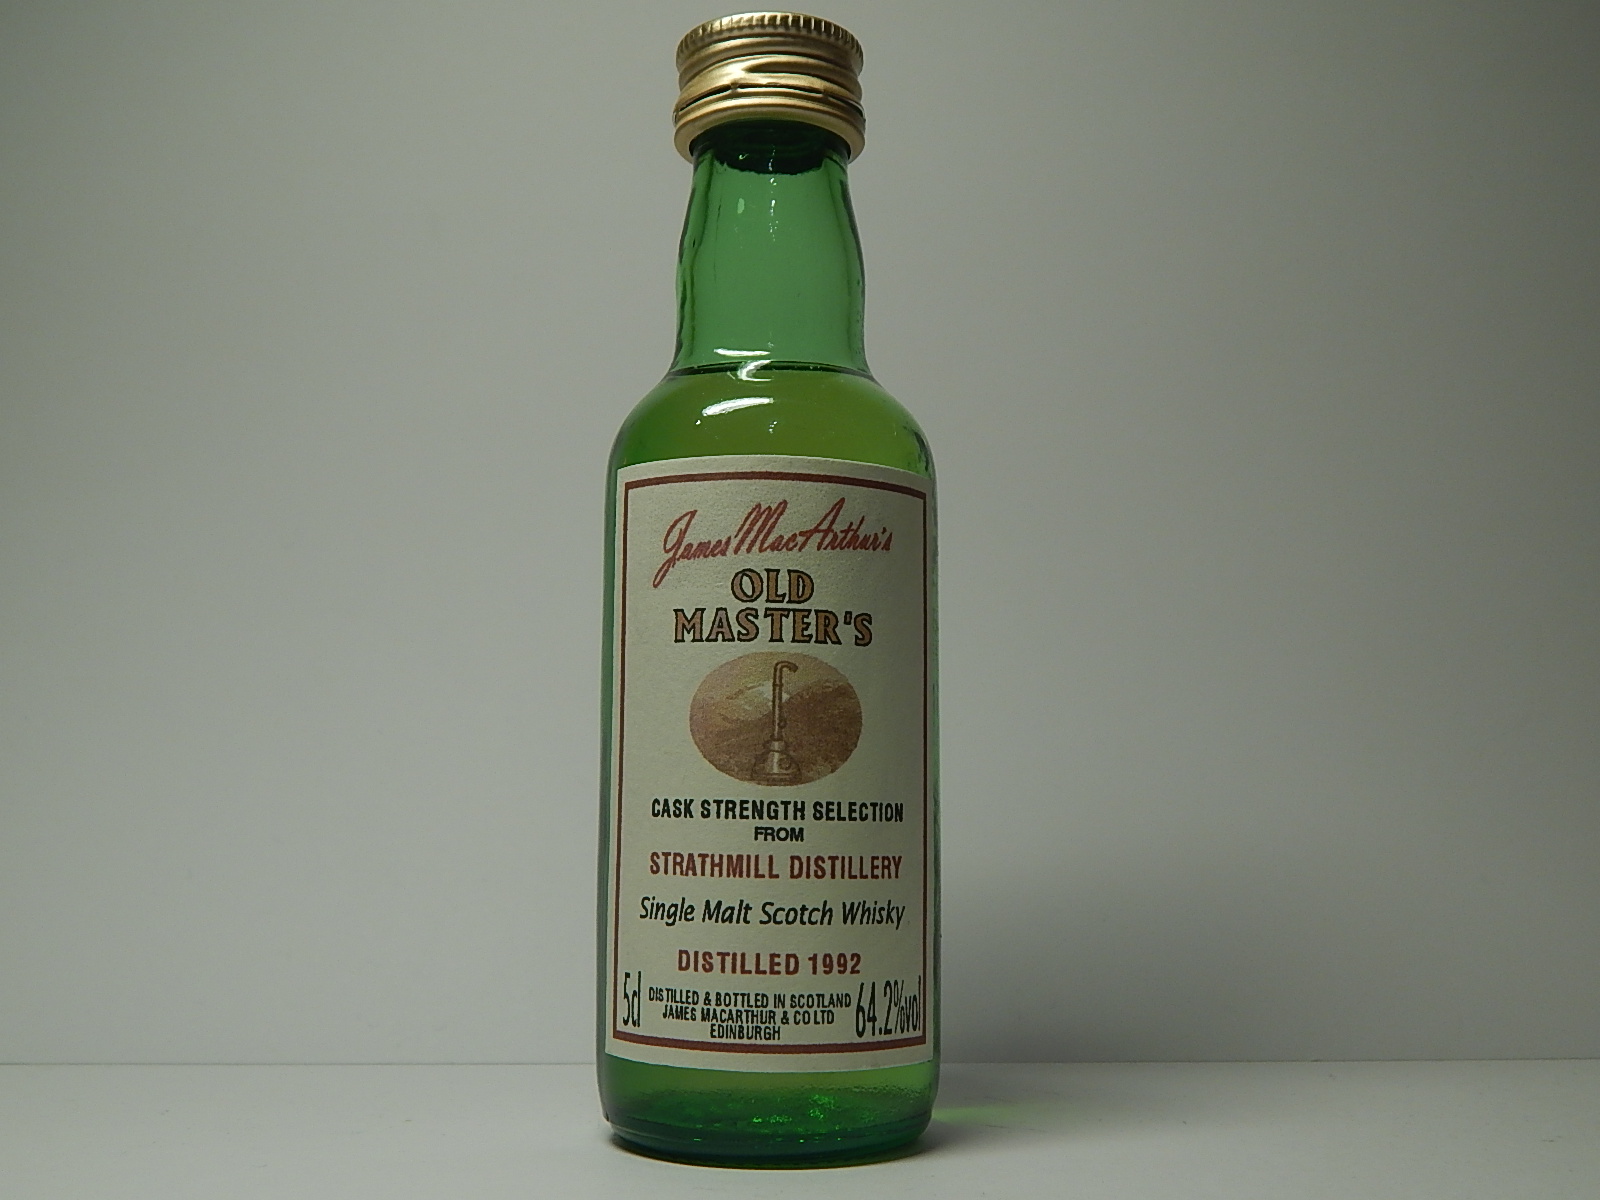 James MacArthur's
OLD
MASTER'S
CASK STRENGTH SELECTION
FROM
STRATHMILL DISTILLERY
Single Malt Scotch Whisky
DISTILLED 1992
5cl
DISTILLED & BOTTLED IN SCOTLAND
JAMES MACARTHUR & CO LTD
EDINBURGH
64.2%vol